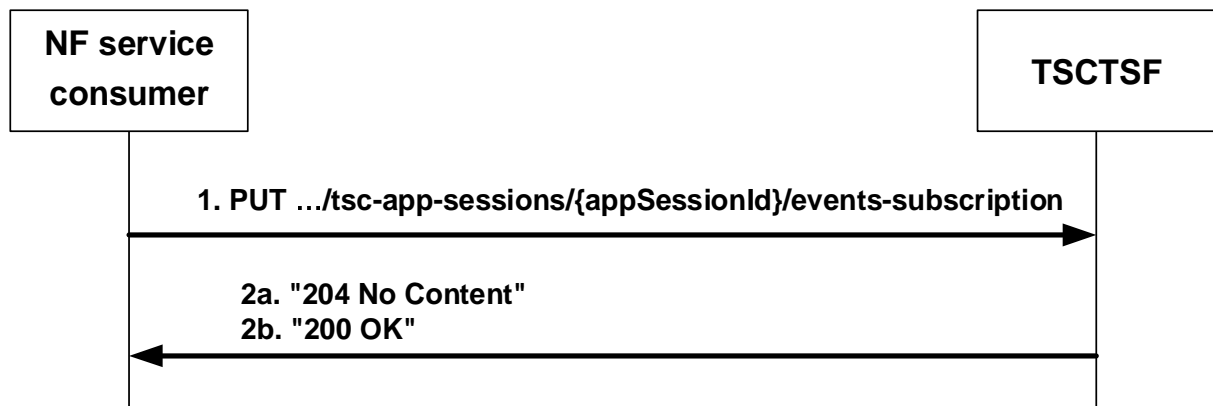 NF service
consumer
TSCTSF
1. PUT …/tsc-app-sessions/{appSessionId}/events-subscription
2a. "204 No Content"
2b. "200 OK"